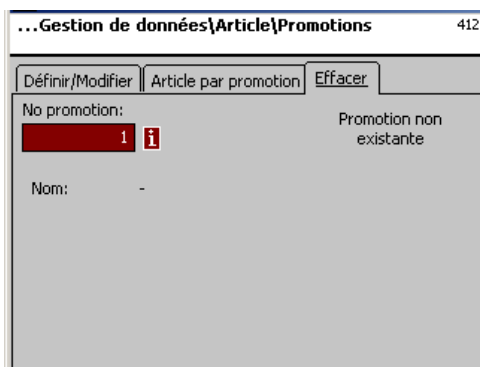 ...Gestion de données\Article\Promotions 412
Définir/Modifier Article par promotion Effacer
No promotion:
1 i
Promotion non
existante
Nom: -